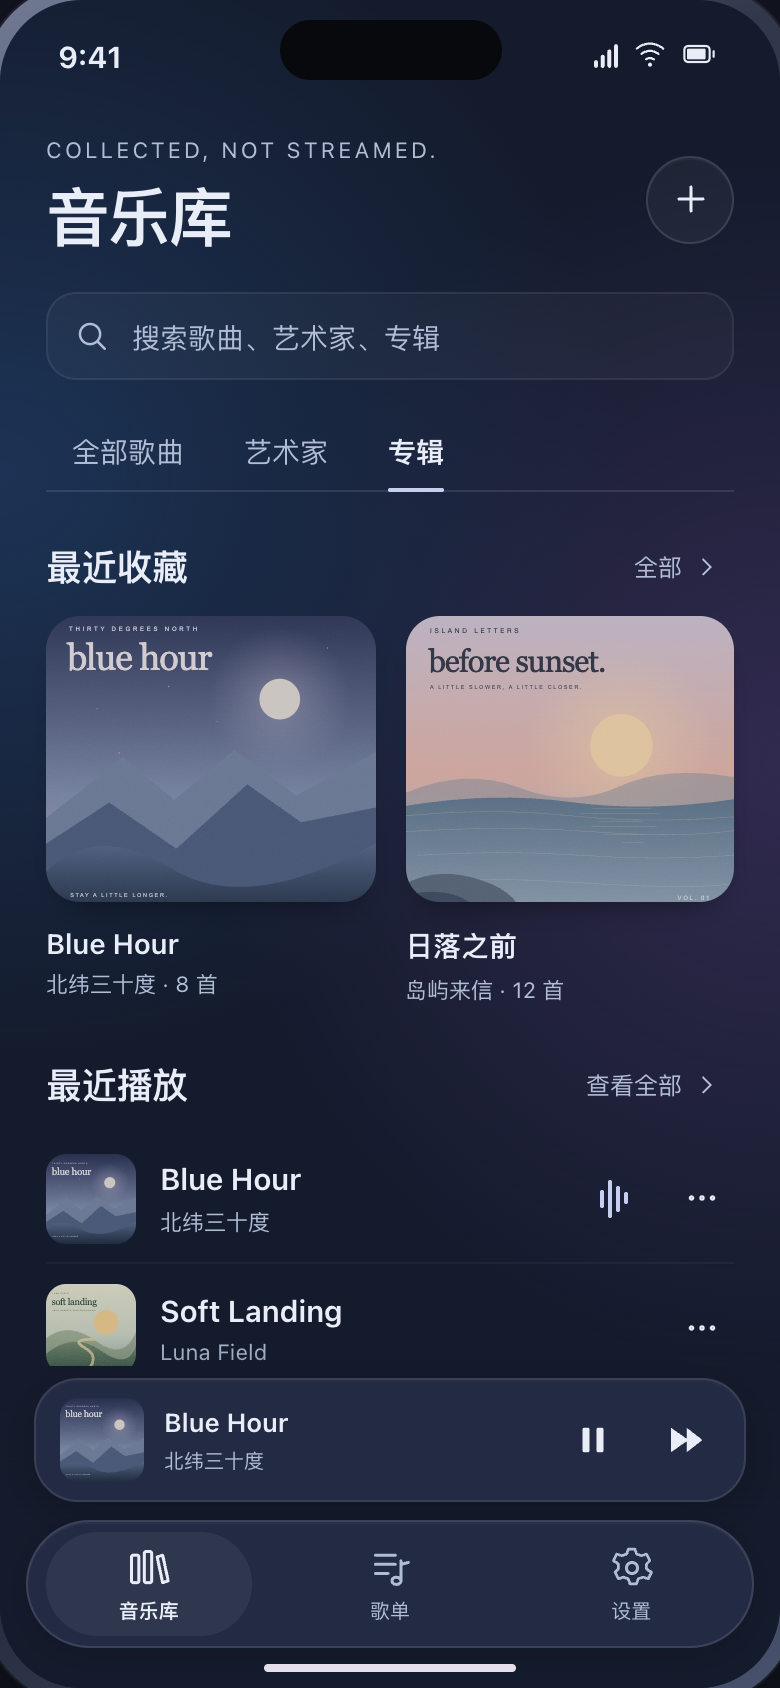 9:41
COLLECTED, NOT STREAMED.
音乐库
搜索歌曲、艺术家、专辑
全部歌曲 艺术家 专辑
最近收藏 全部
THIRTY DEGREES NORTH
blue hour
STAY A LITTLE LONGER.
ISLAND LETTERS
before sunset.
A LITTLE SLOWER, A LITTLE CLOSER.
VOL. 01
Blue Hour
北纬三十度 · 8 首
日落之前
岛屿来信 · 12 首
最近播放 查看全部
blue hour
Blue Hour
北纬三十度
soft landing
Soft Landing
Luna Field
blue hour
Blue Hour
北纬三十度
音乐库 歌单 设置